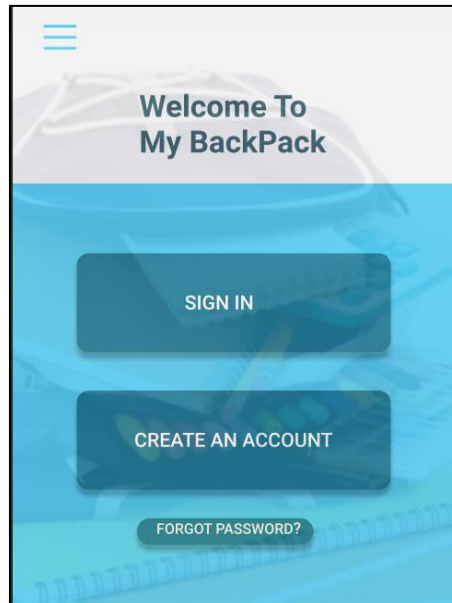 Welcome To
My BackPack
SIGN IN
CREATE AN ACCOUNT
FORGOT PASSWORD?